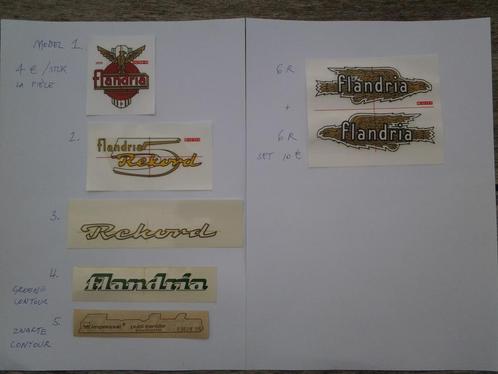 MODEL 1.
4 € /STUK
LA PIÈCE
flandria
2.
flandria
5
Rekord
3.
Rekord
4.
GROENE
CONTOUR
flandria
5.
ZWARTE
CONTOUR
6 R
+
6 R
SET 10 €
flandria
flandria